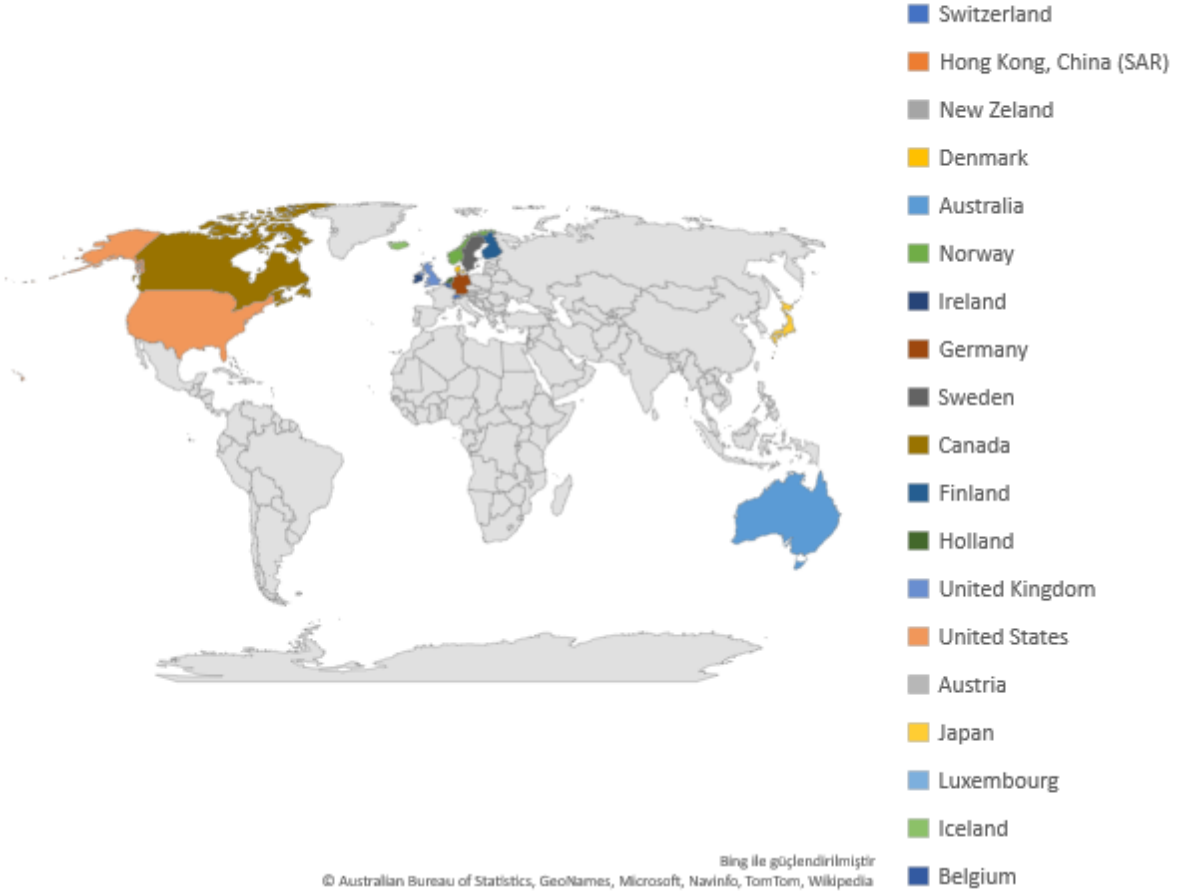 Switzerland
Hong Kong, China (SAR)
New Zeland
Denmark
Australia
Norway
Ireland
Germany
Sweden
Canada
Finland
Holland
United Kingdom
United States
Austria
Japan
Luxembourg
Iceland
Belgium
Bing ile güçlendirilmiştir
© Australian Bureau of Statistics, GeoNames, Microsoft, Navinfo, TomTom, Wikipedia